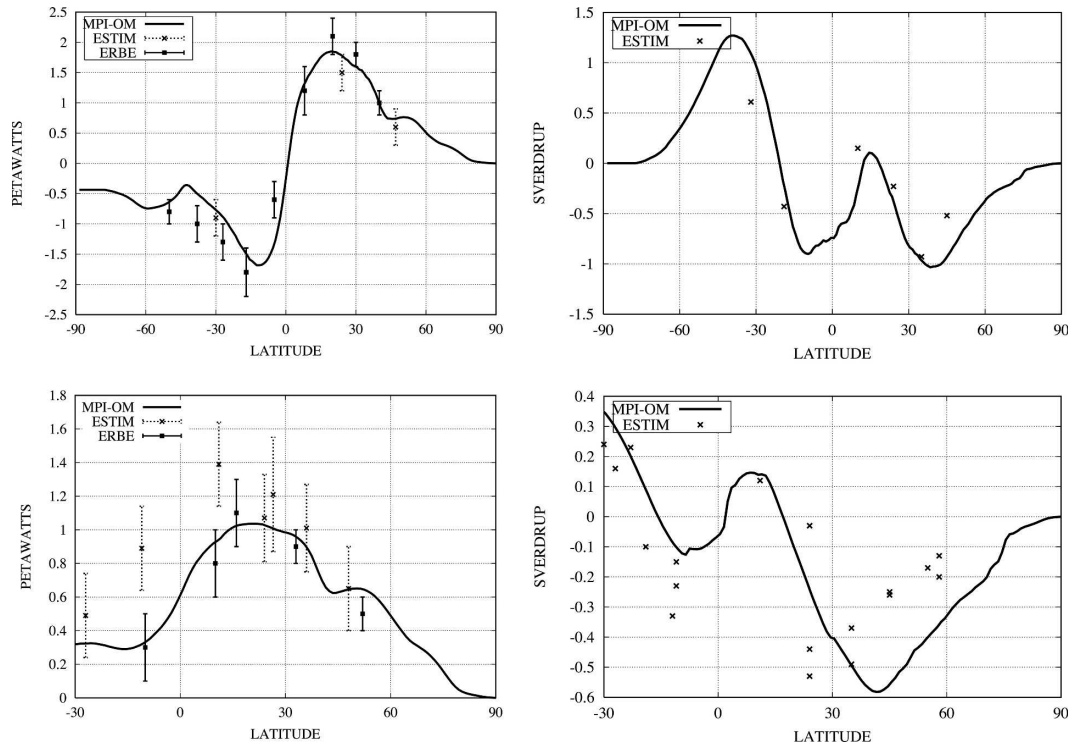 MPI-OM
ESTIM
ERBE
2.5
2
1.5
1
0.5
0
-0.5
-1
-1.5
-2
-2.5
PETAWATTS
-90 -60 -30 0 30 60 90
LATITUDE
MPI-OM
ESTIM
1.5
1
0.5
0
-0.5
-1
-1.5
SVERDRUP
-90 -60 -30 0 30 60 90
LATITUDE
MPI-OM
ESTIM
ERBE
1.8
1.6
1.4
1.2
1
0.8
0.6
0.4
0.2
0
PETAWATTS
-30 0 30 60 90
LATITUDE
MPI-OM
ESTIM
0.4
0.3
0.2
0.1
0
-0.1
-0.2
-0.3
-0.4
-0.5
-0.6
SVERDRUP
-30 0 30 60 90
LATITUDE